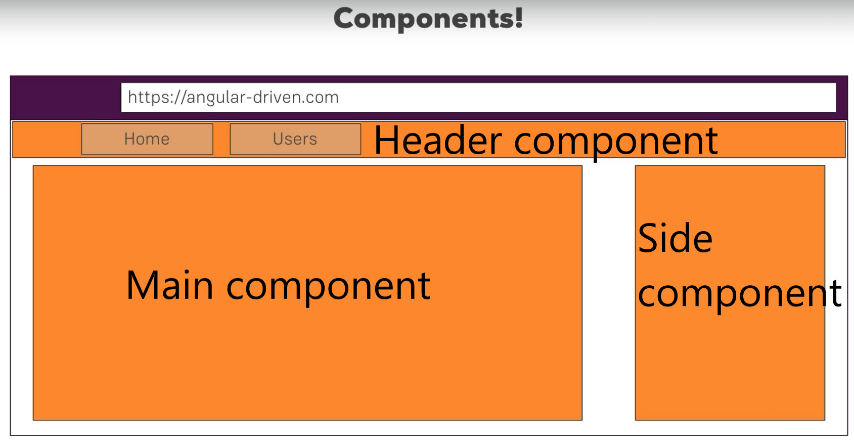 Components!
https://angular-driven.com
Home Users Header component
Main component
Side
component